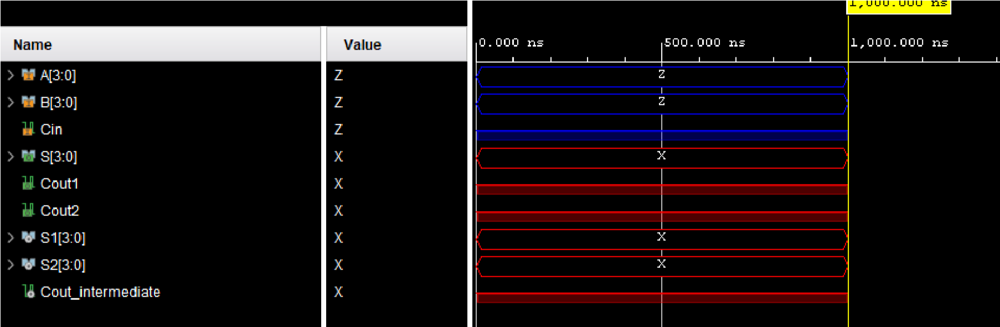 1,000.000 ns
Name Value 0.000 ns 500.000 ns 1,000.000 ns
A[3:0] Z Z
B[3:0] Z Z
Cin Z
S[3:0] X X
Cout1 X
Cout2 X
S1[3:0] X X
S2[3:0] X X
Cout_intermediate X